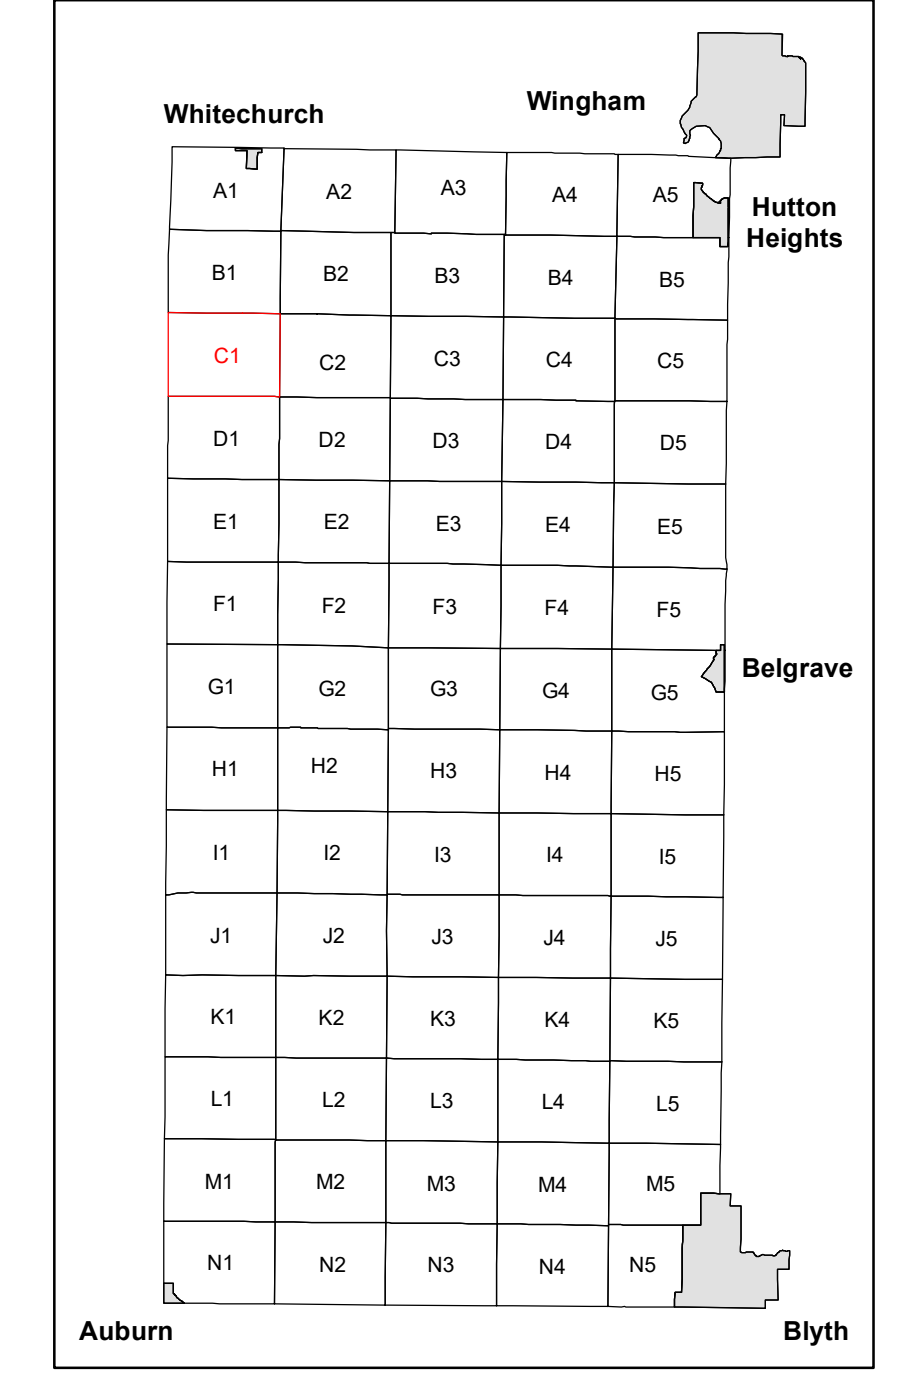 Wingham
Whitechurch
A1 A2 A3 A4 A5
Hutton
Heights
B1 B2 B3 B4 B5
C1 C2 C3 C4 C5
D1 D2 D3 D4 D5
E1 E2 E3 E4 E5
F1 F2 F3 F4 F5
Belgrave
G1 G2 G3 G4 G5
H1 H2 H3 H4 H5
I1 I2 I3 I4 I5
J1 J2 J3 J4 J5
K1 K2 K3 K4 K5
L1 L2 L3 L4 L5
M1 M2 M3 M4 M5
N1 N2 N3 N4 N5
Auburn Blyth